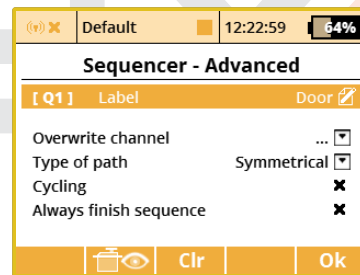 Default 12:22:59 64%
Sequencer - Advanced
[ Q1 ] Label Door
Overwrite channel ...
Type of path Symmetrical
Cycling
Always finish sequence
Clr Ok